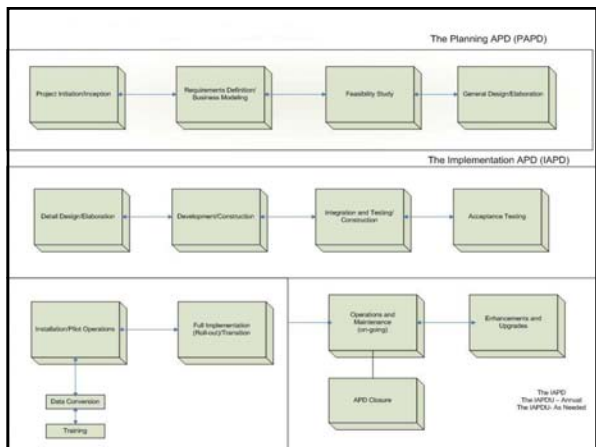 The Planning APD (PAPD)
Project Initiation/Inception
Requirements Definition/
Business Modeling
Feasibility Study
General Design/Elaboration
The Implementation APD (IAPD)
Detail Design/Elaboration
Development/Construction
Integration and Testing/
Construction
Acceptance Testing
Installation/Pilot Operations
Full Implementation
(Roll-out)/Transition
Operations and
Maintenance
(on-going)
Enhancements and
Upgrades
Data Conversion
Training
APD Closure
The IAPD
The IAPDU – Annual
The IAPDU- As Needed